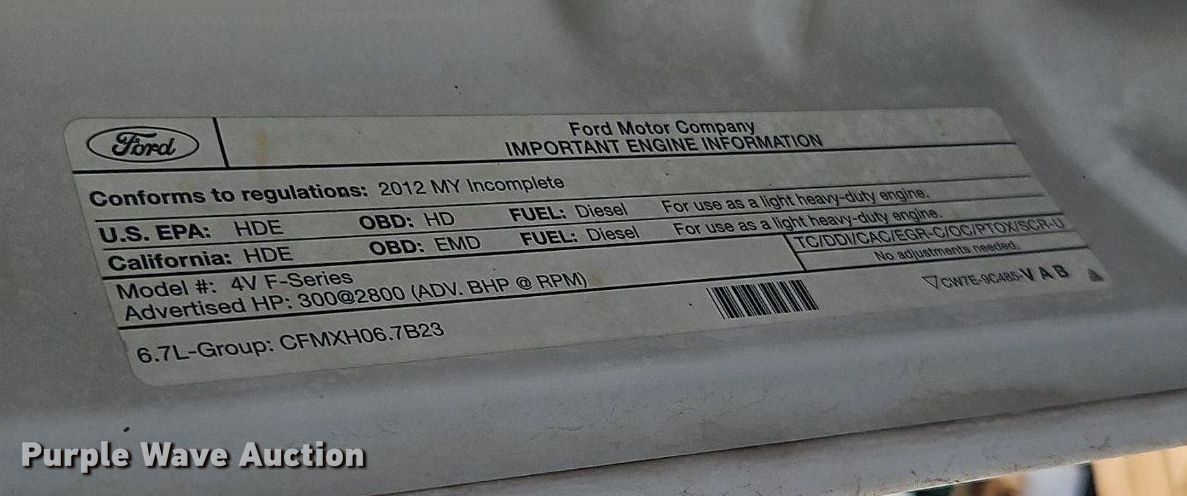 Ford
Ford Motor Company
IMPORTANT ENGINE INFORMATION
Conforms to regulations: 2012 MY Incomplete
U.S. EPA: HDE OBD: HD FUEL: Diesel For use as a light heavy-duty engine.
California: HDE OBD: EMD FUEL: Diesel For use as a light heavy-duty engine.
Model #: 4V F-Series
TC/DDI/CAC/EGR-C/OC/PTOX/SCR-U
Advertised HP: 300@2800 (ADV. BHP @ RPM)
No adjustments needed.
6.7L-Group: CFMXH06.7B23
CW7E-9C485-VAB
Purple Wave Auction